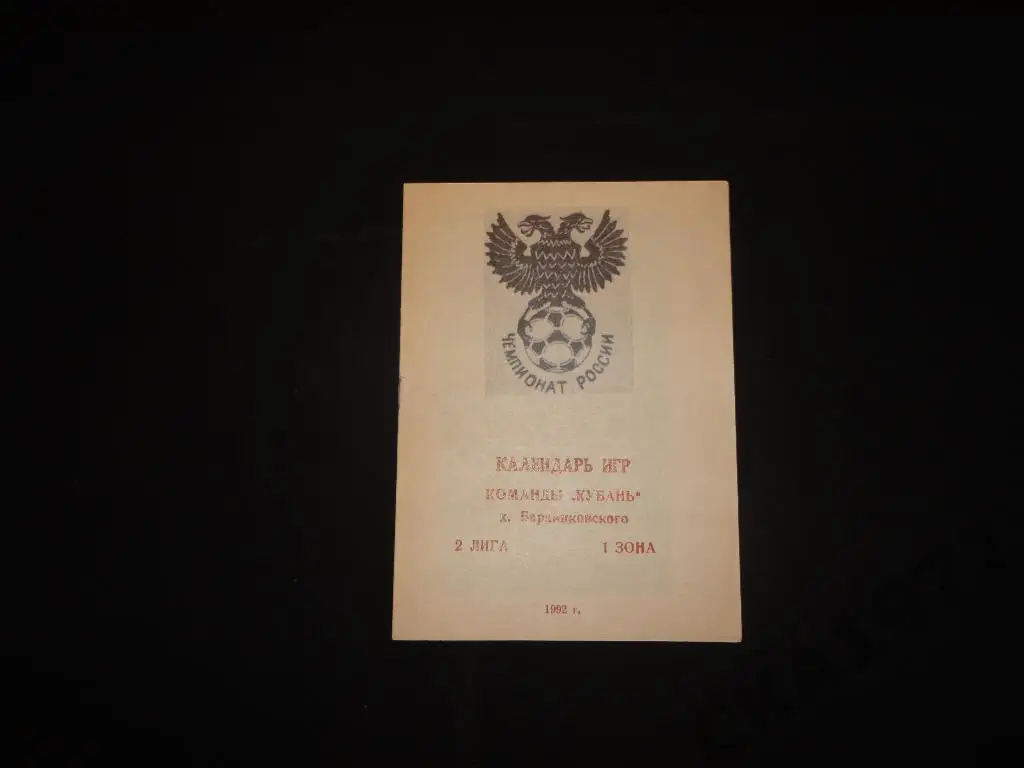 ЧЕМПИОНАТ РОССИИ
КАЛЕНДАРЬ ИГР
КОМАНДЫ „КУБАНЬ"
х. Бараниковского
2 ЛИГА 1 ЗОНА
1992 г.